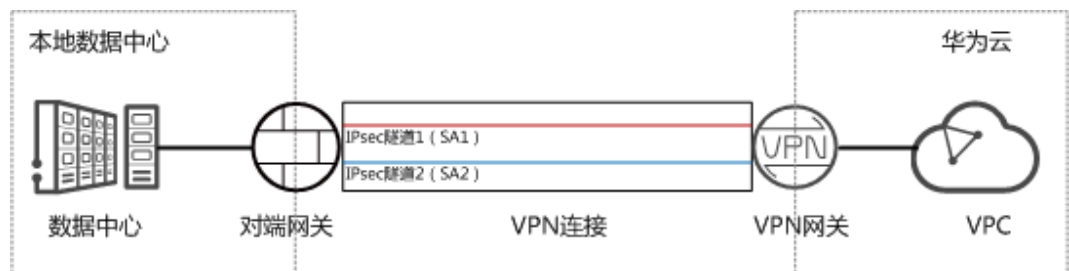 本地数据中心
华为云
IPsec隧道1（SA1）
VPN
IPsec隧道2（SA2）
数据中心
对端网关
VPN连接
VPN网关
VPC